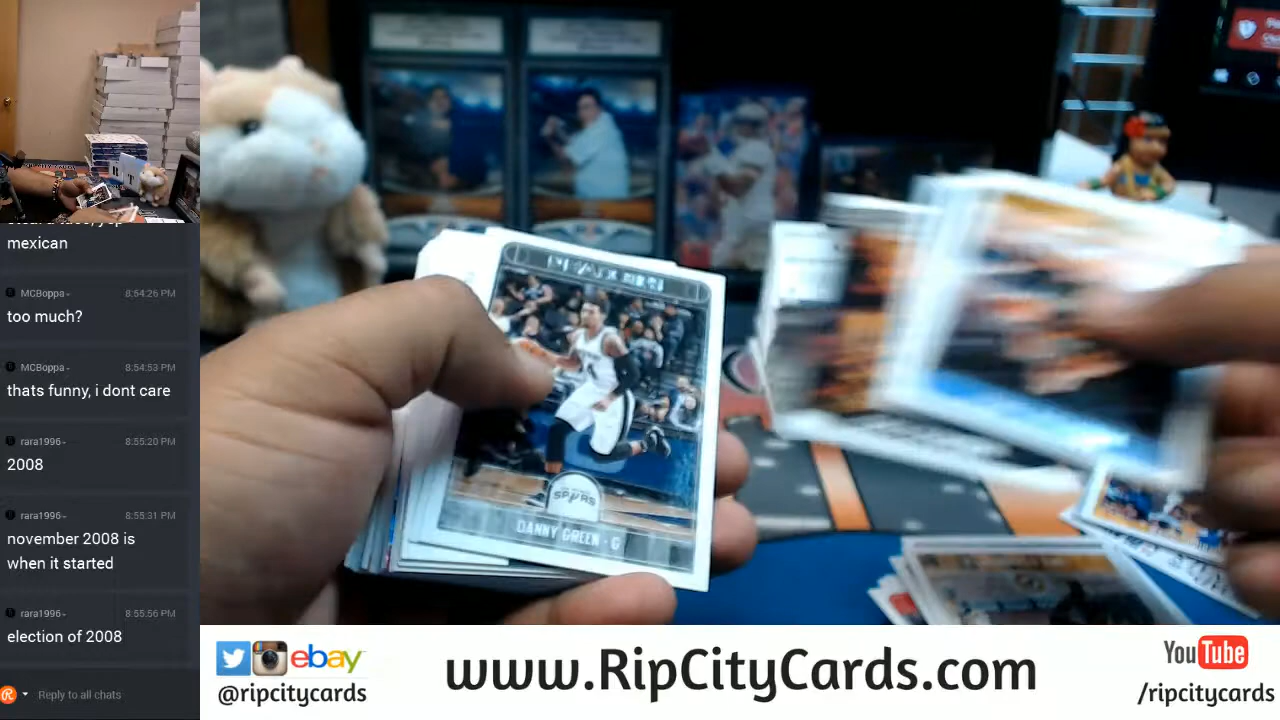 mexican
MCBoppa
8:54:26 PM
too much?
MCBoppa
8:54:53 PM
thats funny, i dont care
rara1996
8:55:20 PM
2008
rara1996
8:55:31 PM
november 2008 is
when it started
rara1996
8:55:56 PM
election of 2008
Reply to all chats
SPURS
DANNY GREEN - G
ebay
@ripcitycards
www.RipCityCards.com
YouTube
/ripcitycards